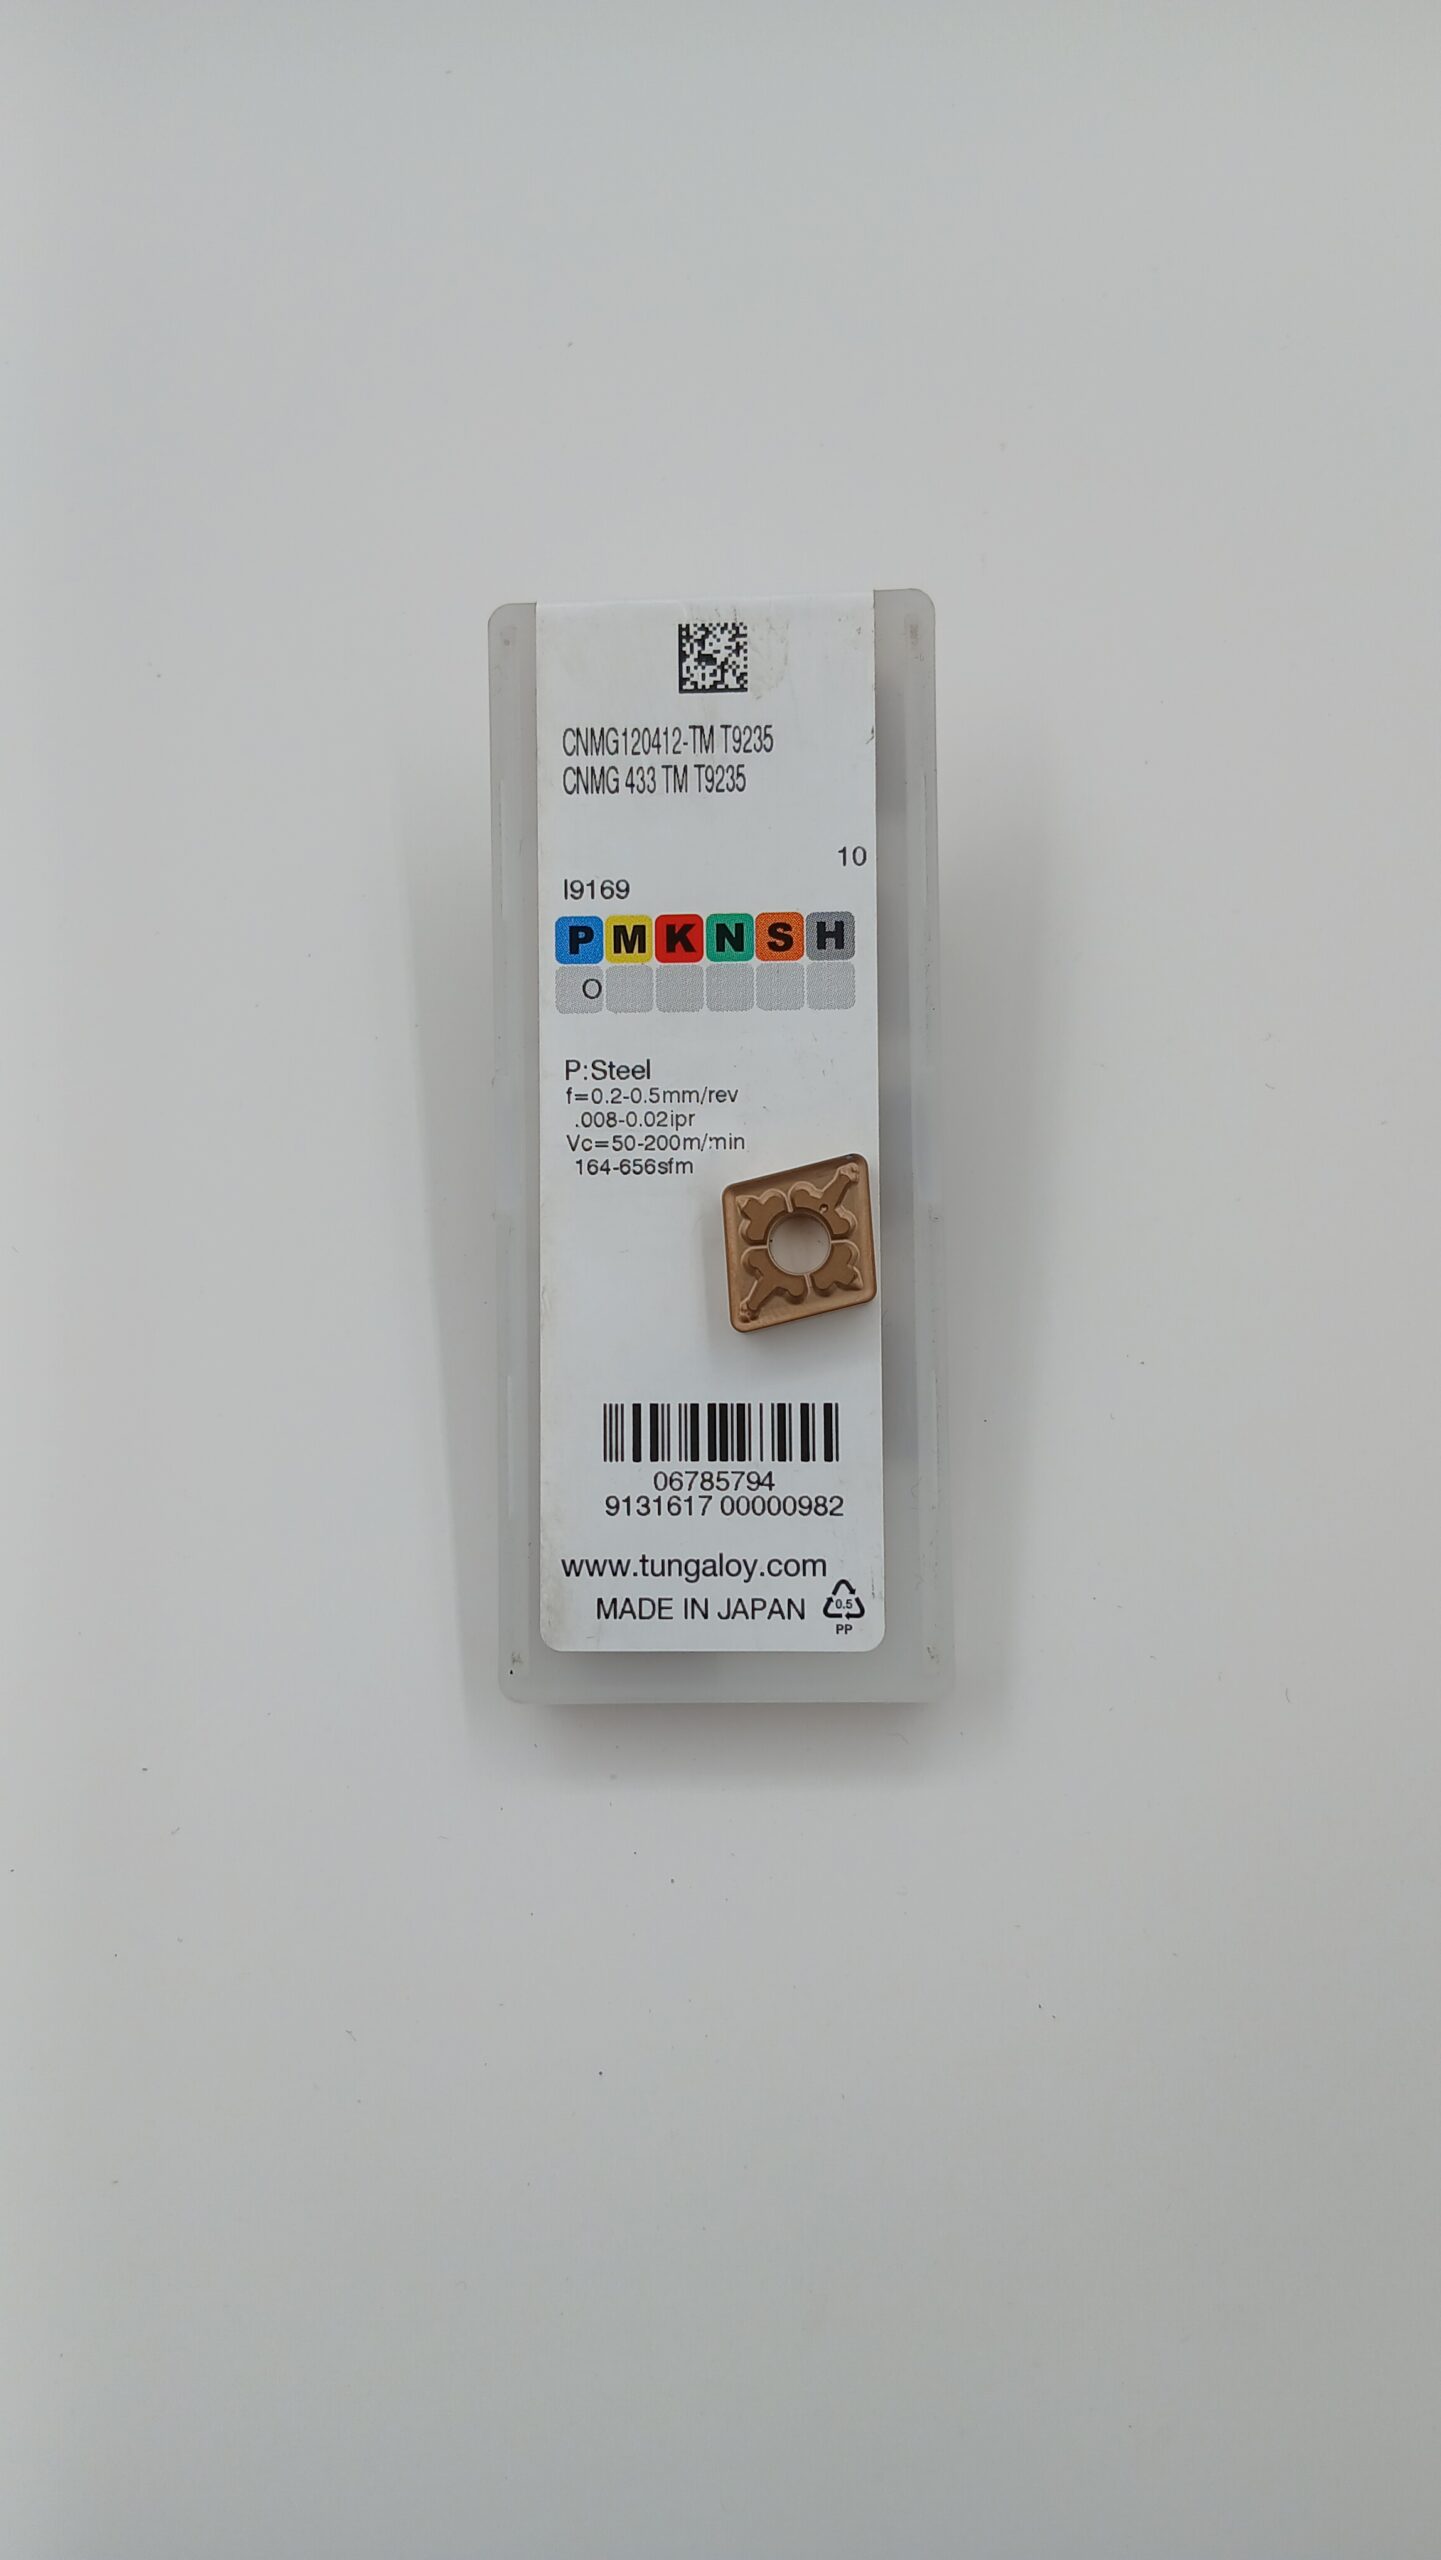 CNMG120412-TM T9235
CNMG 433 TM T9235
10
I9169
P M K N S H
O
P:Steel
f=0.2-0.5mm/rev
.008-0.02ipr
Vc=50-200m/min
164-656sfm
06785794
9131617 00000982
www.tungaloy.com
MADE IN JAPAN
0.5
PP